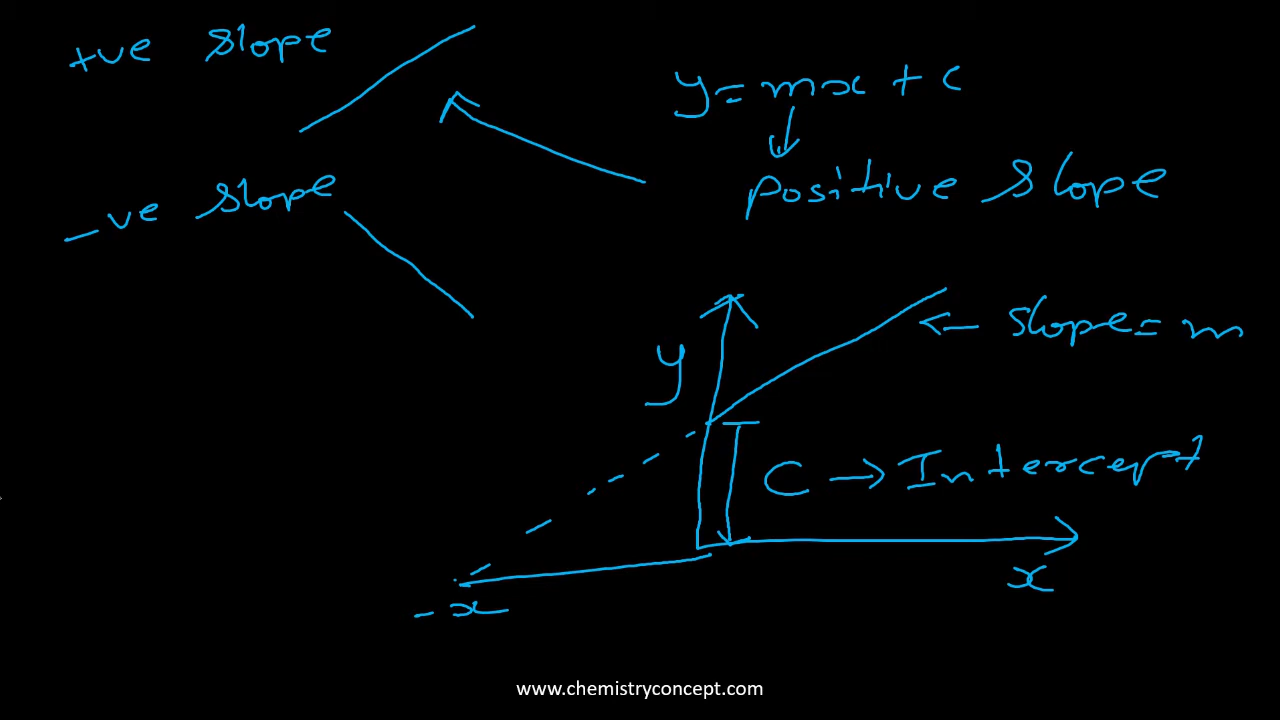 +ve slope
y = mx + c
positive slope
-ve slope
slope = m
y
C → Intercept
x
-x
www.chemistryconcept.com